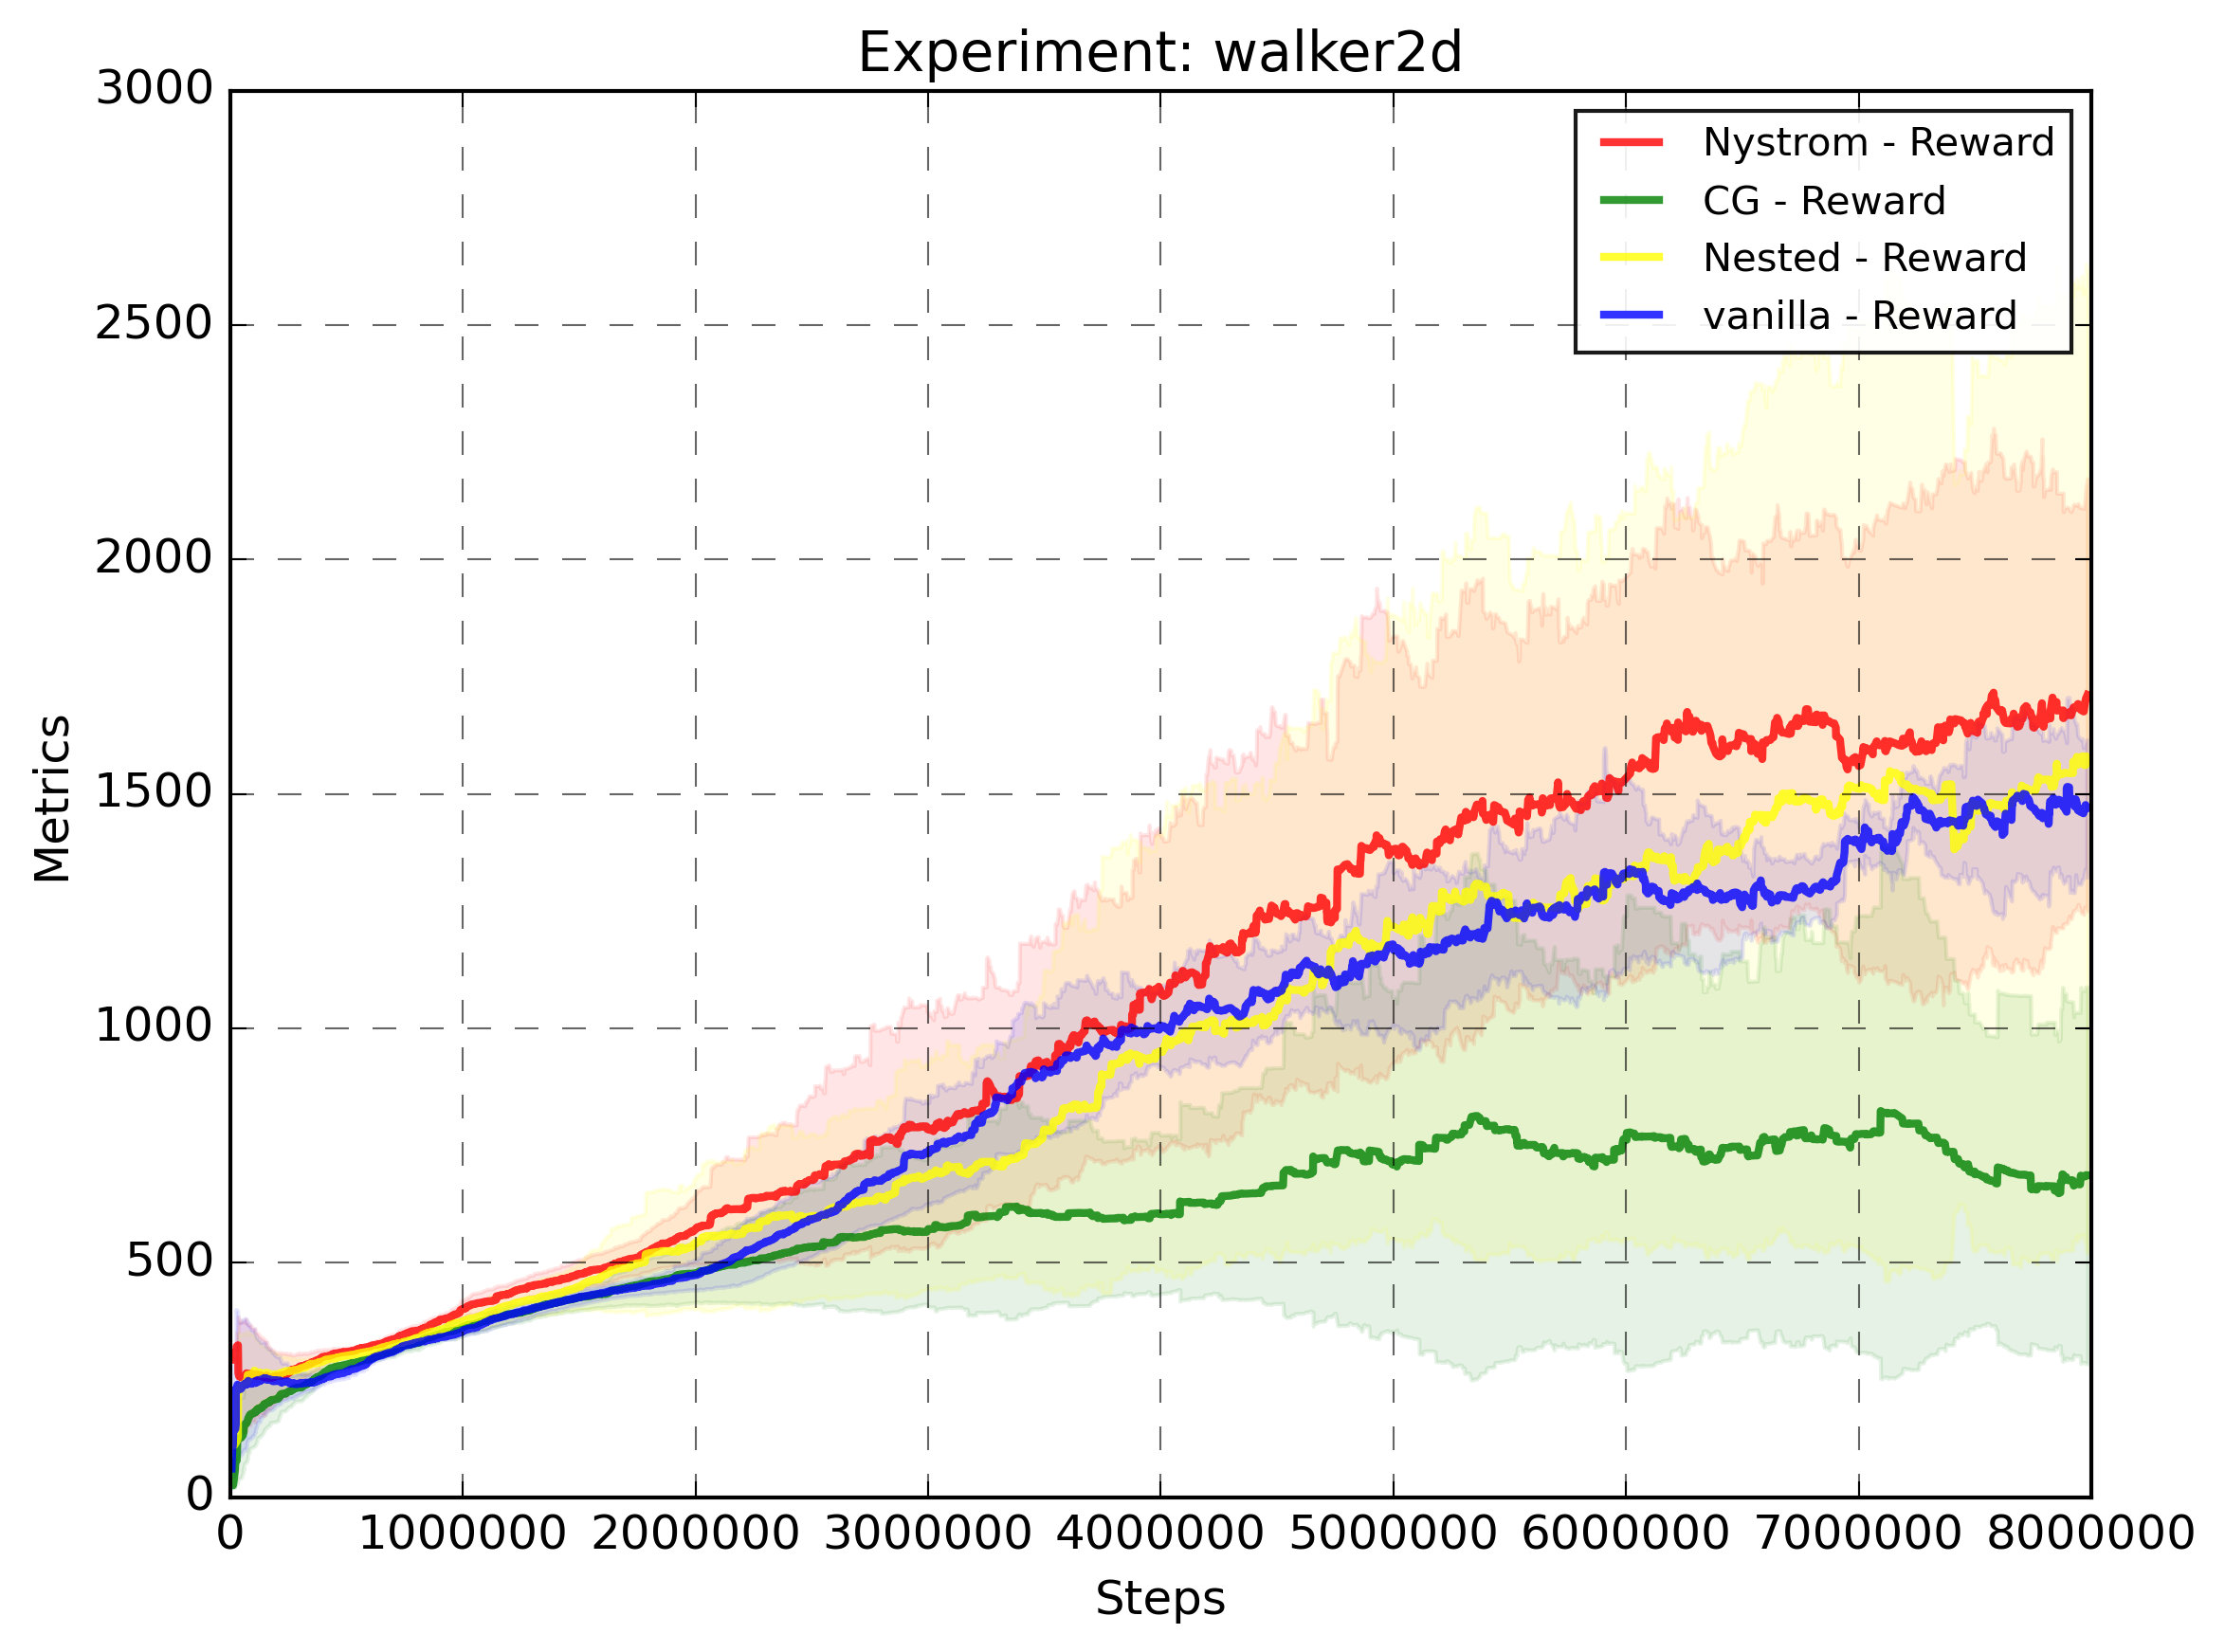 Experiment: walker2d
3000
2500
2000
1500
1000
500
0
Metrics
Nystrom - Reward
CG - Reward
Nested - Reward
vanilla - Reward
0 1000000 2000000 3000000 4000000 5000000 6000000 7000000 8000000
Steps